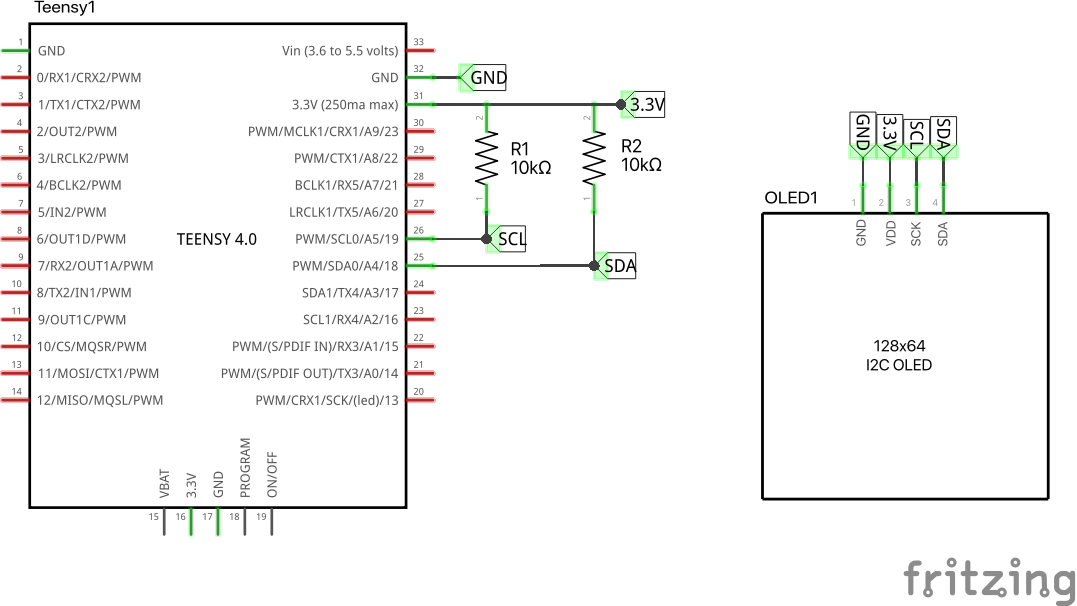 Teensy1
1 GND
2 0/RX1/CRX2/PWM
3 1/TX1/CTX2/PWM
4 2/OUT2/PWM
5 3/LRCLK2/PWM
6 4/BCLK2/PWM
7 5/IN2/PWM
8 6/OUT1D/PWM
9 7/RX2/OUT1A/PWM
10 8/TX2/IN1/PWM
11 9/OUT1C/PWM
12 10/CS/MQSR/PWM
13 11/MOSI/CTX1/PWM
14 12/MISO/MQSL/PWM
TEENSY 4.0
Vin (3.6 to 5.5 volts) 33
GND 32
3.3V (250ma max) 31
PWM/MCLK1/CRX1/A9/23 30
PWM/CTX1/A8/22 29
BCLK1/RX5/A7/21 28
LRCLK1/TX5/A6/20 27
PWM/SCL0/A5/19 26
PWM/SDA0/A4/18 25
SDA1/TX4/A3/17 24
SCL1/RX4/A2/16 23
PWM/(S/PDIF IN)/RX3/A1/15 22
PWM/(S/PDIF OUT)/TX3/A0/14 21
PWM/CRX1/SCK/(led)/13 20
VBAT
3.3V
GND
PROGRAM
ON/OFF
15 16 17 18 19
GND
3.3V
2
R1
10kΩ
1
2
R2
10kΩ
1
SCL
SDA
GND
3.3V
SCL
SDA
OLED1
1 2 3 4
GND
VDD
SCK
SDA
128x64
I2C OLED
fritzing